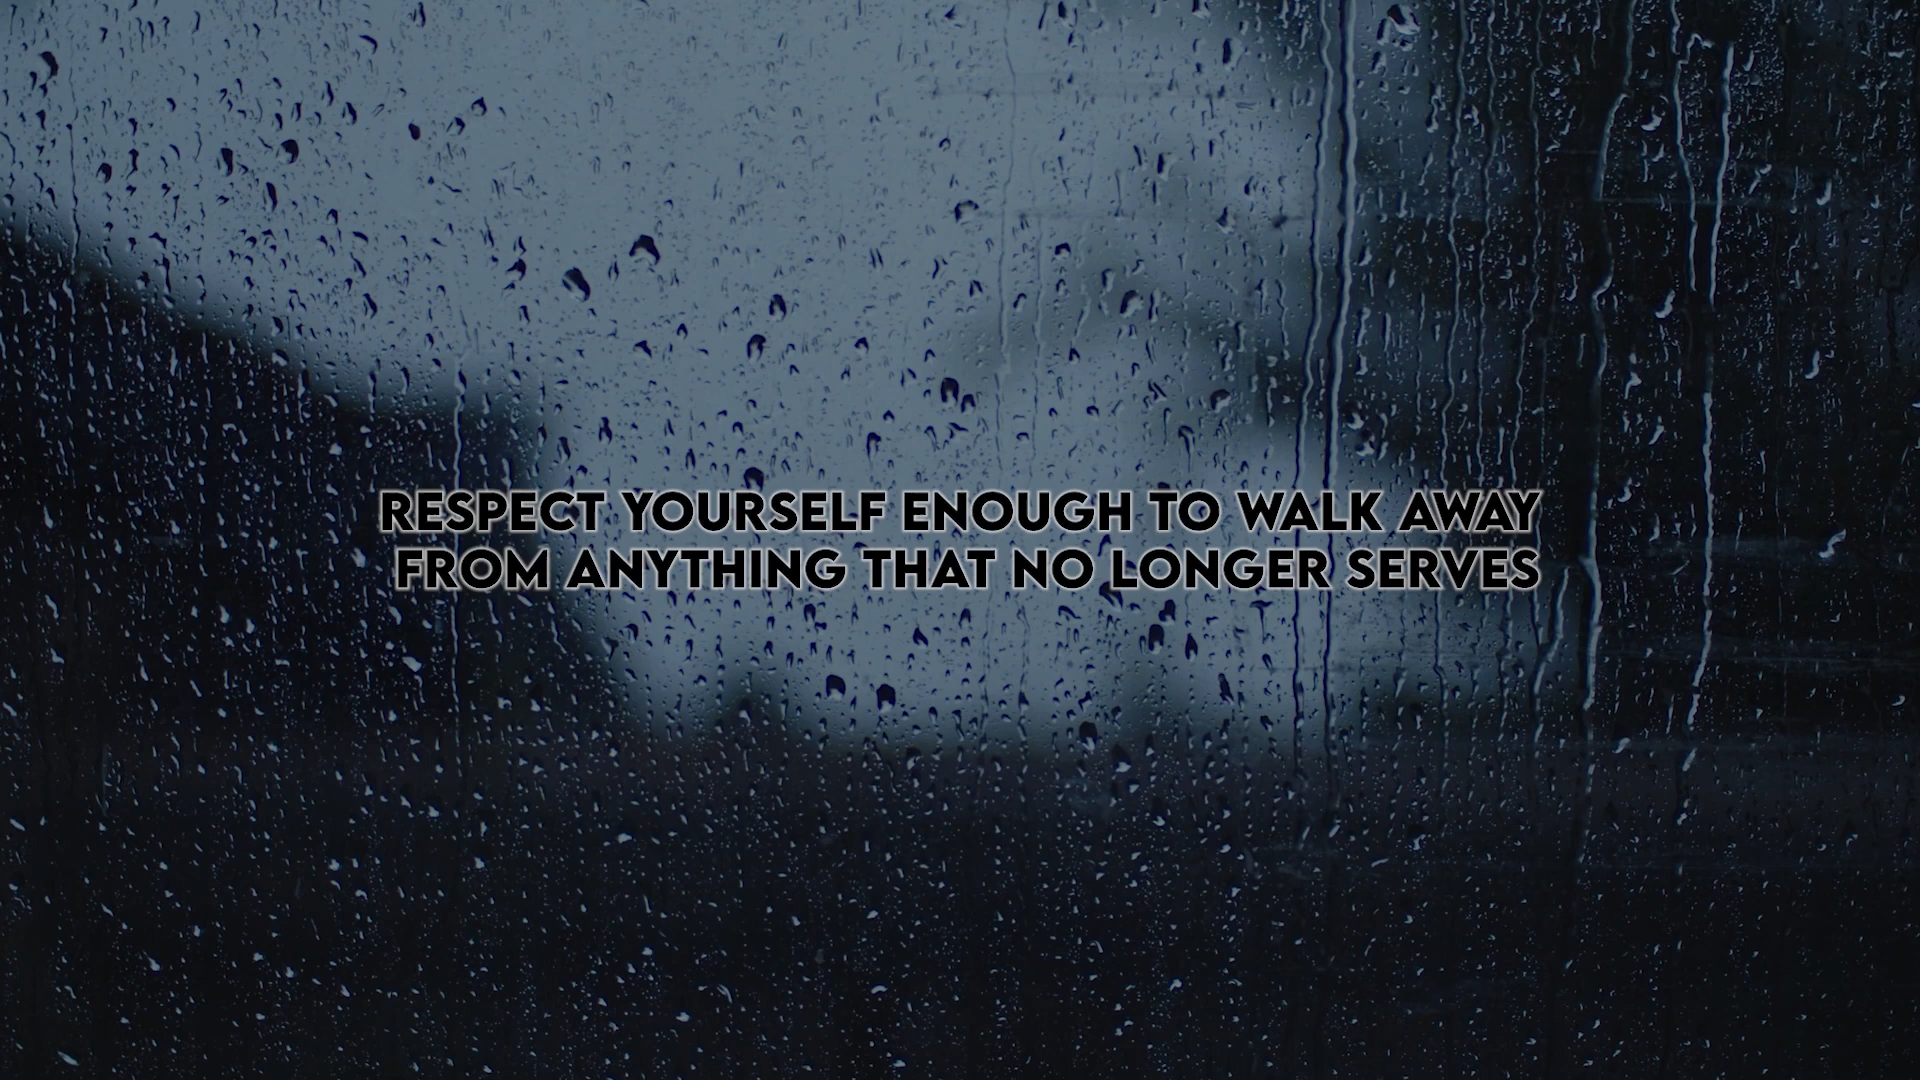 RESPECT YOURSELF ENOUGH TO WALK AWAY
FROM ANYTHING THAT NO LONGER SERVES